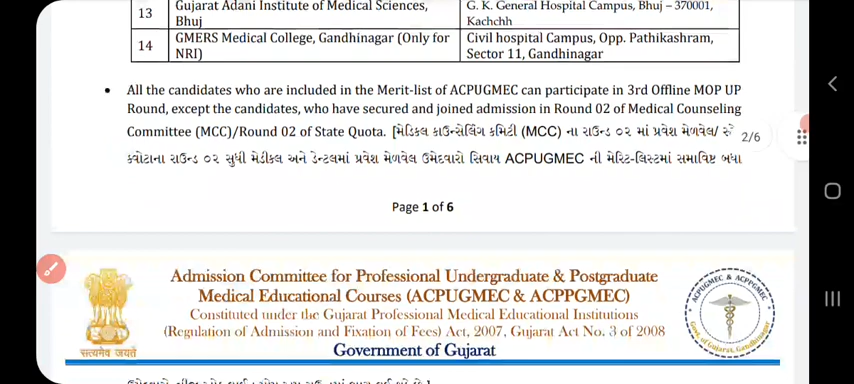 13
Gujarat Adani Institute of Medical Sciences,
Bhuj
G. K. General Hospital Campus, Bhuj – 370001,
Kachchh
14
GMERS Medical College, Gandhinagar (Only for
NRI)
Civil hospital Campus, Opp. Pathikashram,
Sector 11, Gandhinagar
• All the candidates who are included in the Merit-list of ACPUGMEC can participate in 3rd Offline MOP UP
Round, except the candidates, who have secured and joined admission in Round 02 of Medical Counseling
Committee (MCC)/Round 02 of State Quota. [મેડિકલ કાઉન્સેલિંગ કમિટી (MCC) ના રાઉન્ડ ૦૨ માં પ્રવેશ મેળવેલ/
2/6
ક્વોટાના રાઉન્ડ ૦૨ સુધી મેડીકલ અને ડેન્ટલમાં પ્રવેશ મેળવેલ ઉમેદવારો સિવાય ACPUGMEC ની મેરિટ-લિસ્ટમાં સમાવિષ્ટ બધા
Page 1 of 6
Admission Committee for Professional Undergraduate & Postgraduate
Medical Educational Courses (ACPUGMEC & ACPPGMEC)
Constituted under the Gujarat Professional Medical Educational Institutions
(Regulation of Admission and Fixation of Fees) Act, 2007, Gujarat Act No. 3 of 2008
Government of Gujarat
सत्यमेव जयते
ACPUGMEC & ACPPGMEC
Govt. of Gujarat, Gandhinagar